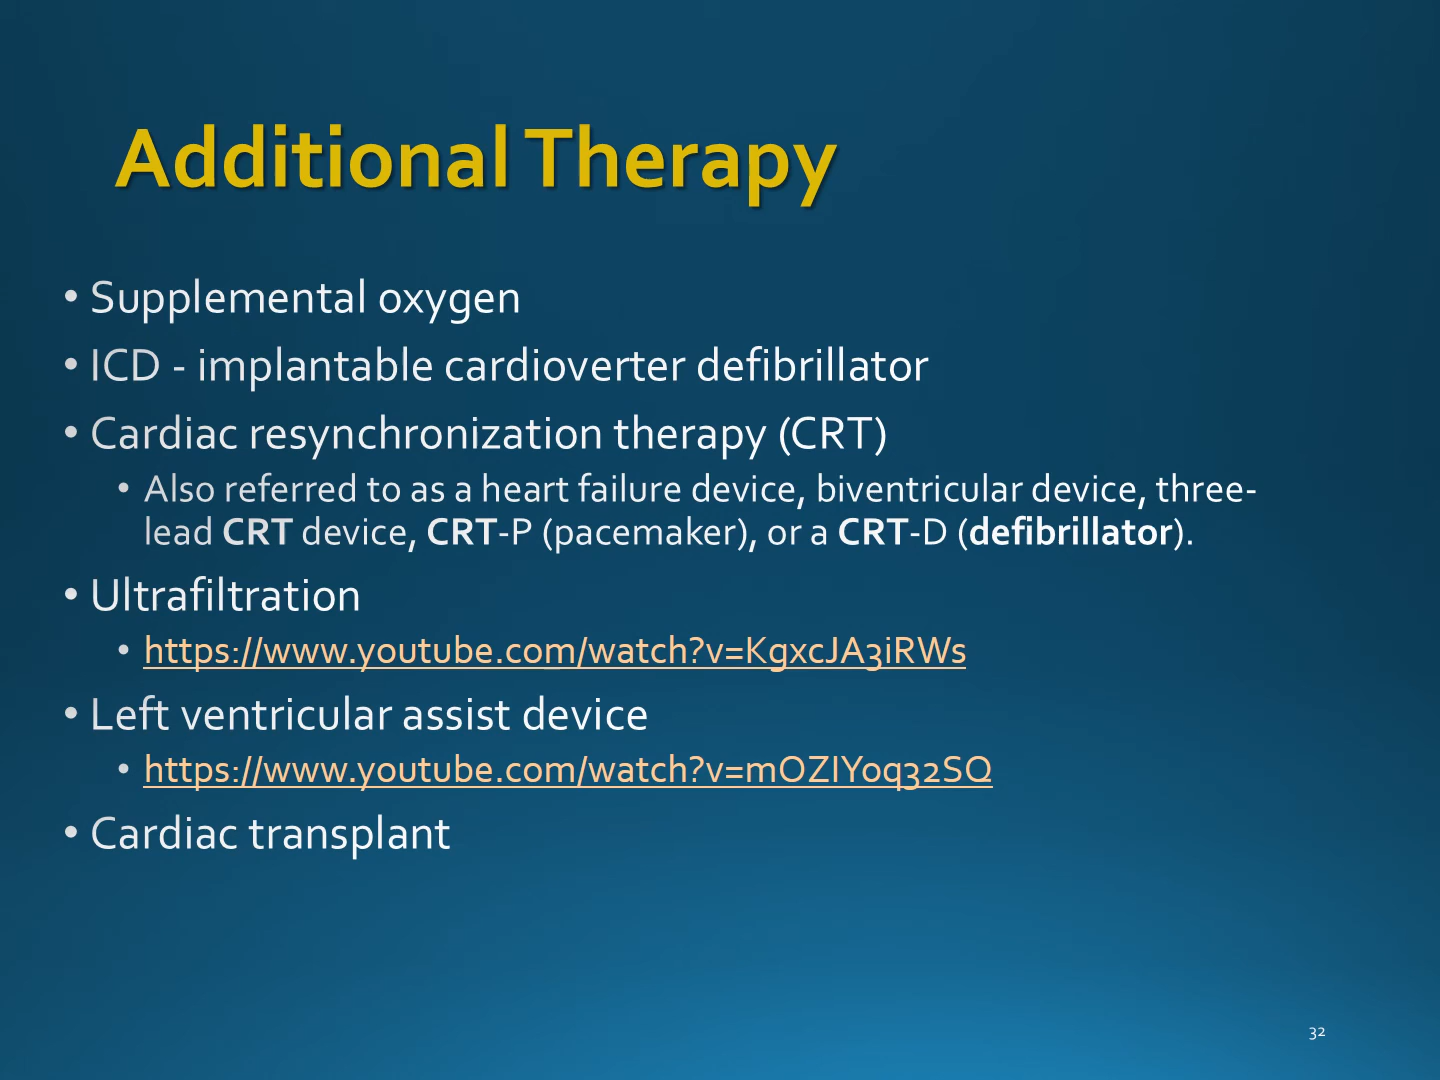 Additional Therapy
• Supplemental oxygen
• ICD - implantable cardioverter defibrillator
• Cardiac resynchronization therapy (CRT)
• Also referred to as a heart failure device, biventricular device, three-
lead CRT device, CRT-P (pacemaker), or a CRT-D (defibrillator).
• Ultrafiltration
• https://www.youtube.com/watch?v=KgxcJA3iRWs
• Left ventricular assist device
• https://www.youtube.com/watch?v=mOZIYoq32SQ
• Cardiac transplant
32